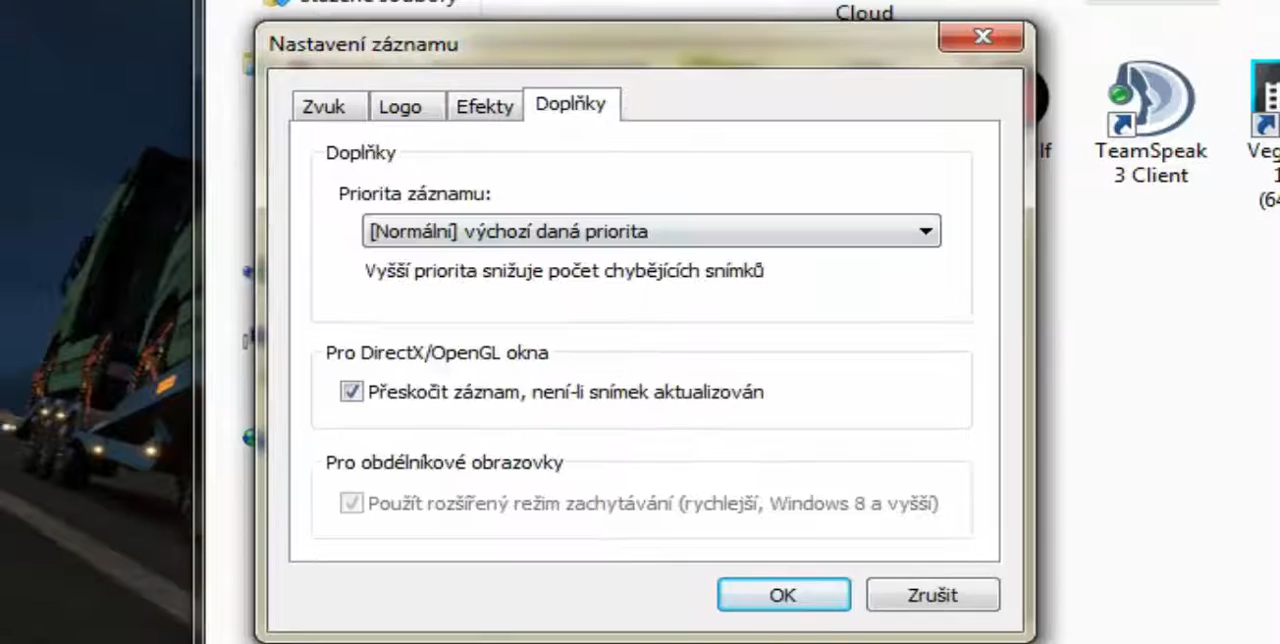 Cloud
Nastavení záznamu
Zvuk
Logo
Efekty
Doplňky
Doplňky
Priorita záznamu:
[Normální] výchozí daná priorita
Vyšší priorita snižuje počet chybějících snímků
Pro DirectX/OpenGL okna
Přeskočit záznam, není-li snímek aktualizován
Pro obdélníkové obrazovky
Použít rozšířený režim zachytávání (rychlejší, Windows 8 a vyšší)
OK
Zrušit
TeamSpeak
3 Client